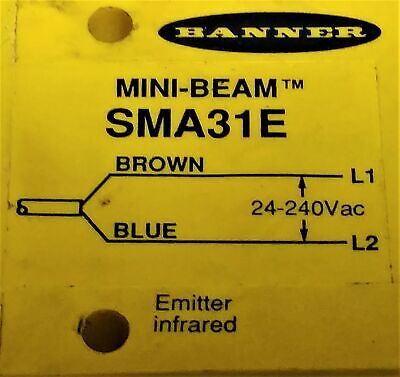 BANNER
MINI-BEAM™
SMA31E
BROWN
L1
24-240Vac
BLUE
L2
Emitter
infrared